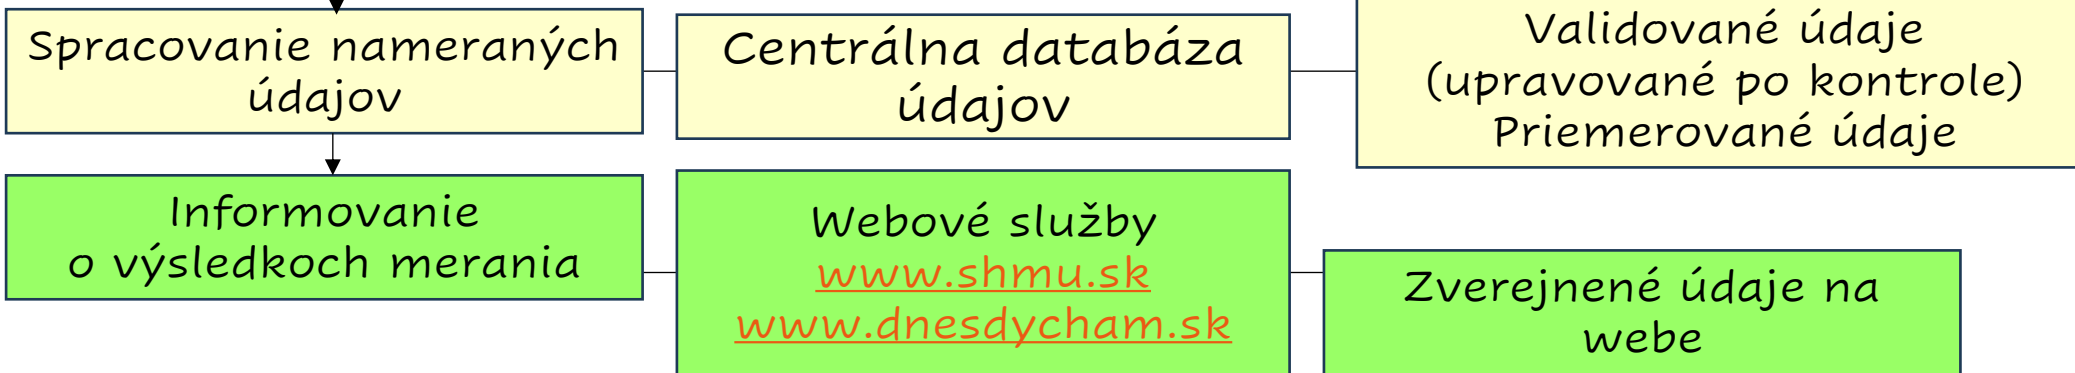 Spracovanie nameraných
údajov
Centrálna databáza
údajov
Validované údaje
(upravované po kontrole)
Priemerované údaje
Informovanie
o výsledkoch merania
Webové služby
www.shmu.sk
www.dnesdycham.sk
Zverejnené údaje na
webe